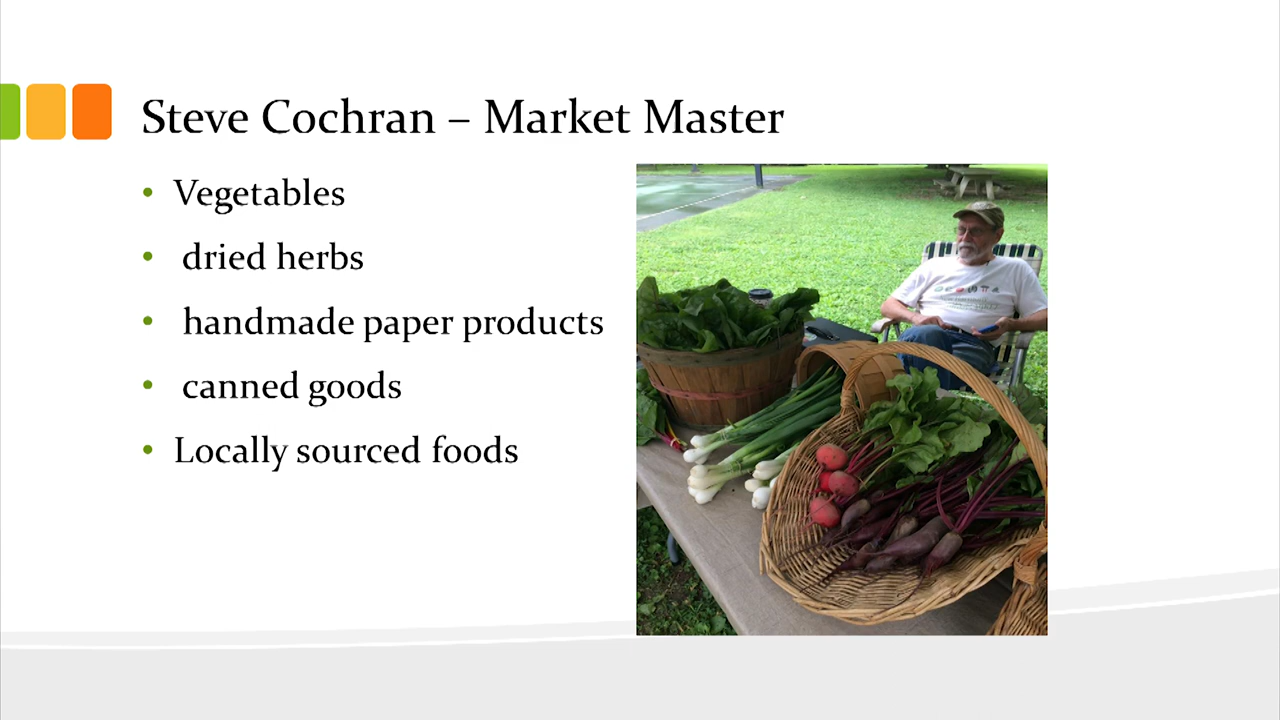 Steve Cochran – Market Master
• Vegetables
• dried herbs
• handmade paper products
• canned goods
• Locally sourced foods